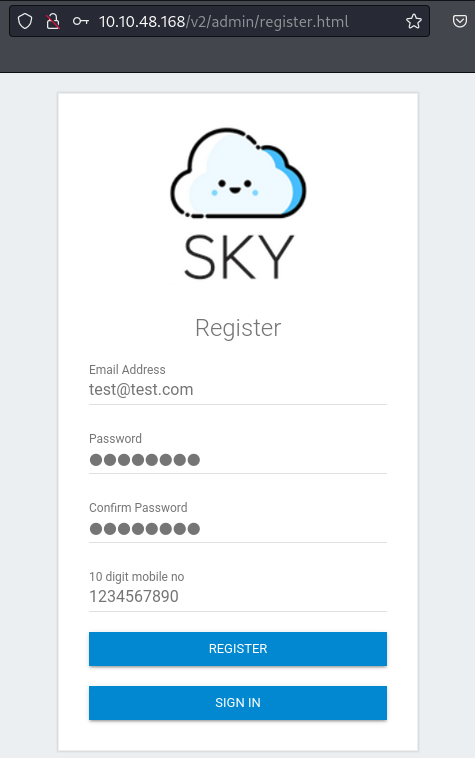 10.10.48.168/v2/admin/register.html
SKY
Register
Email Address
test@test.com
Password
●●●●●●●●
Confirm Password
●●●●●●●●
10 digit mobile no
1234567890
REGISTER
SIGN IN